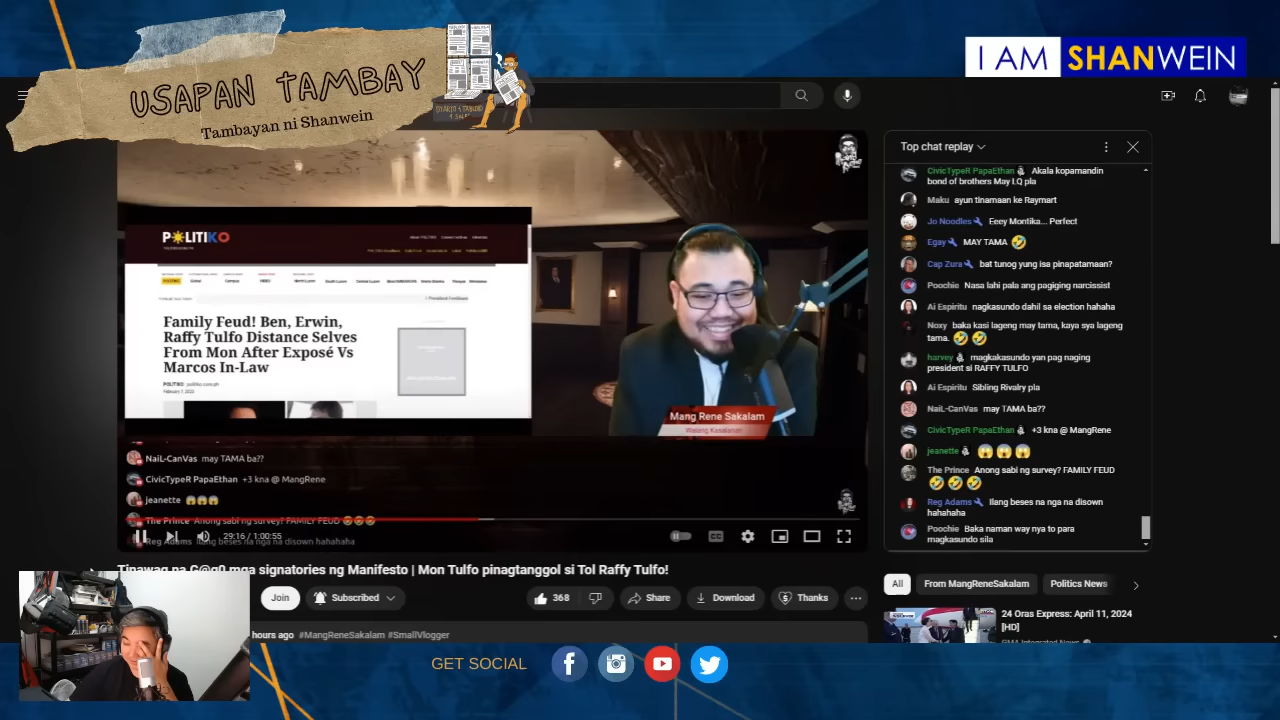 USAPAN TAMBAY
Tambayan ni Shanwein
I AM SHANWEIN
POLITIKO
Family Feud! Ben, Erwin,
Raffy Tulfo Distance Selves
From Mon After Exposé Vs
Marcos In-Law
POLITIKO
February 7, 2023
Mang Rene Sakalam
Walang Kasalanan
NaiL-CanVas may TAMA ba??
CivicTypeR PapaEthan +3 kna @ MangRene
jeanette 😱😱😱
The Prince Anong sabi ng survey? FAMILY FEUD 🤣🤣🤣
Reg Adams Ilang beses na nga na disown hahahaha
29:16 / 1:00:55
Top chat replay
CivicTypeR PapaEthan Akala kopamandin
bond of brothers May I.Q pla
Maku ayun tinamaan ke Raymart
Jo Noodles Eeey Montika... Perfect
Egay MAY TAMA 🤣
Cap Zura bat tunog yung isa pinapatamaan?
Poochie Nasa lahi pala ang pagiging narcissist
Ai Espiritu nagkasundo dahil sa election hahaha
Noxy baka kasi lageng may tama, kaya sya lageng
tama. 🤣 🤣
harvey magkakasundo yan pag naging
president si RAFFY TULFO
Ai Espiritu Sibling Rivalry pla
NaiL-CanVas may TAMA ba??
CivicTypeR PapaEthan +3 kna @ MangRene
jeanette 😱😱😱
The Prince Anong sabi ng survey? FAMILY FEUD
🤣 🤣 🤣
Reg Adams Ilang beses na nga na disown
hahahaha
Poochie Baka naman way nya to para
magkasundo sila
Tinawag na G@g0 mga signatories ng Manifesto | Mon Tulfo pinagtanggol si Tol Raffy Tulfo!
Join
Subscribed
368
Share
Download
Thanks
hours ago #MangReneSakalam #SmallVlogger
All
From MangReneSakalam
Politics News
24 Oras Express: April 11, 2024
[HD]
GMA Integrated News
GET SOCIAL